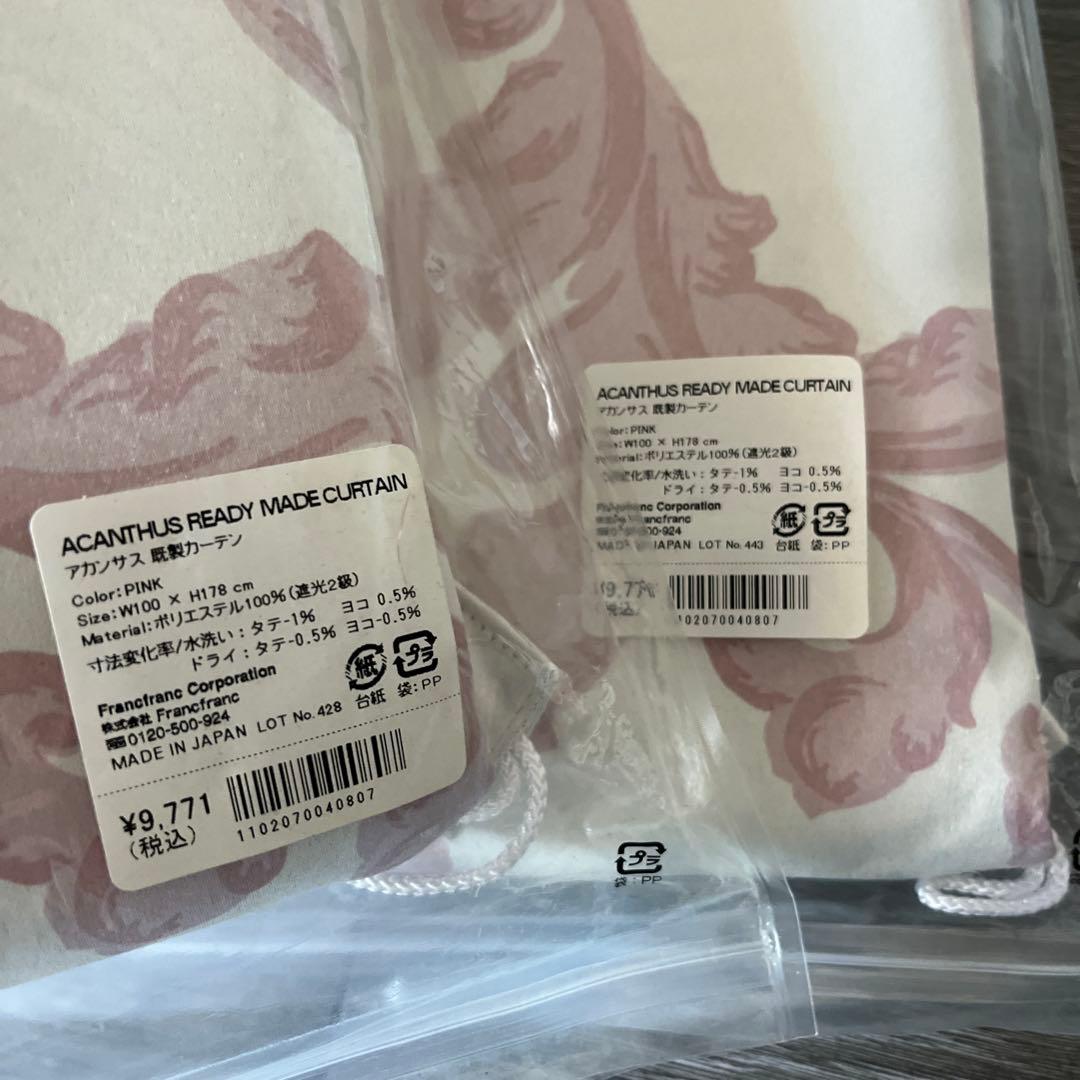 ACANTHUS READY MADE CURTAIN
アカンサス 既製カーテン
Color:PINK
Size:W100 × H178 cm
Material:ポリエステル100%(遮光2級)
寸法変化率/水洗い:タテ-1% ヨコ 0.5%
ドライ:タテ-0.5% ヨコ-0.5%
Francfranc Corporation
株式会社 Francfranc
0120-500-924
MADE IN JAPAN LOT No. 428
紙
台紙
プラ
袋:PP
¥9,771
(税込)
1102070040807
ACANTHUS READY MADE CURTAIN
アカンサス 既製カーテン
Color:PINK
W100 × H178 cm
ポリエステル100%(遮光2級)
変化率/水洗い:タテ-1% ヨコ 0.5%
ドライ:タテ-0.5% ヨコ-0.5%
Corporation
Francfranc
500-924
MADE IN JAPAN LOT No. 443
紙
台紙
プラ
袋:PP
(税込)
1102070040807
プラ
袋:PP